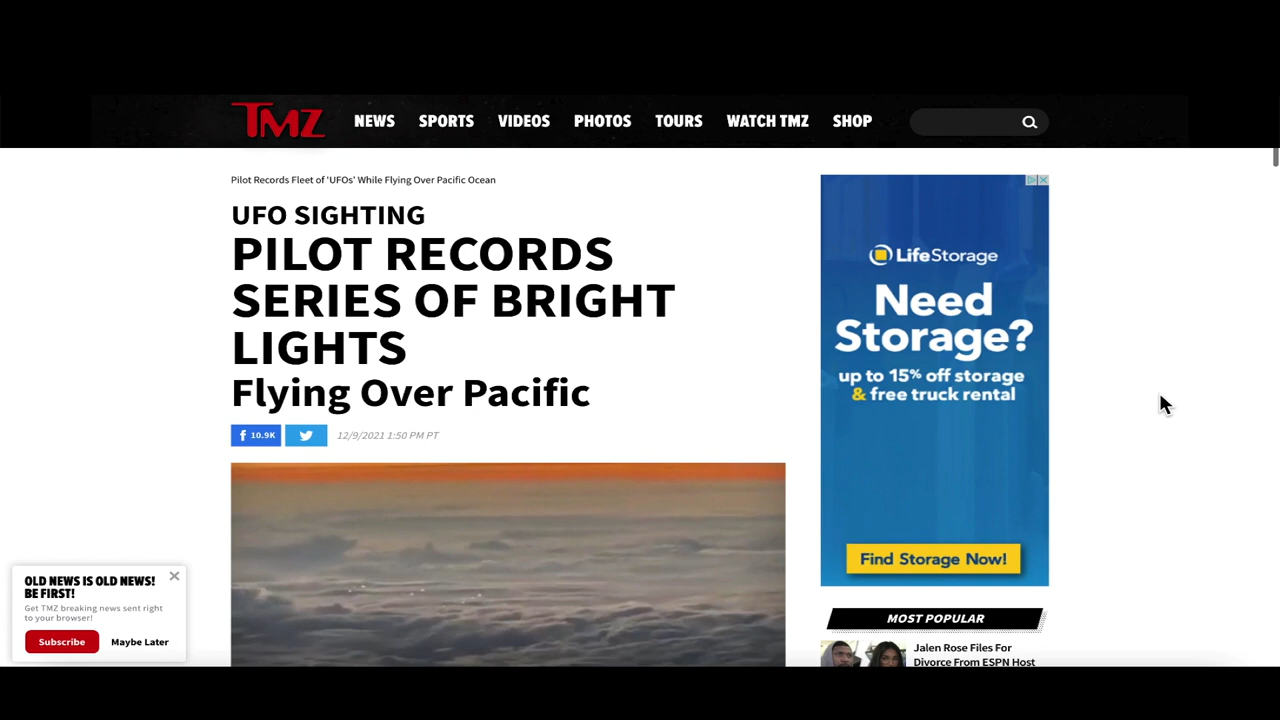 TMZ
NEWS SPORTS VIDEOS PHOTOS TOURS WATCH TMZ SHOP
Pilot Records Fleet of 'UFOs' While Flying Over Pacific Ocean
UFO SIGHTING
PILOT RECORDS
SERIES OF BRIGHT
LIGHTS
Flying Over Pacific
10.9K
12/9/2021 1:50 PM PT
LifeStorage
Need
Storage?
up to 15% off storage
& free truck rental
Find Storage Now!
MOST POPULAR
Jalen Rose Files For
Divorce From ESPN Host
OLD NEWS IS OLD NEWS!
BE FIRST!
Get TMZ breaking news sent right
to your browser!
Subscribe Maybe Later